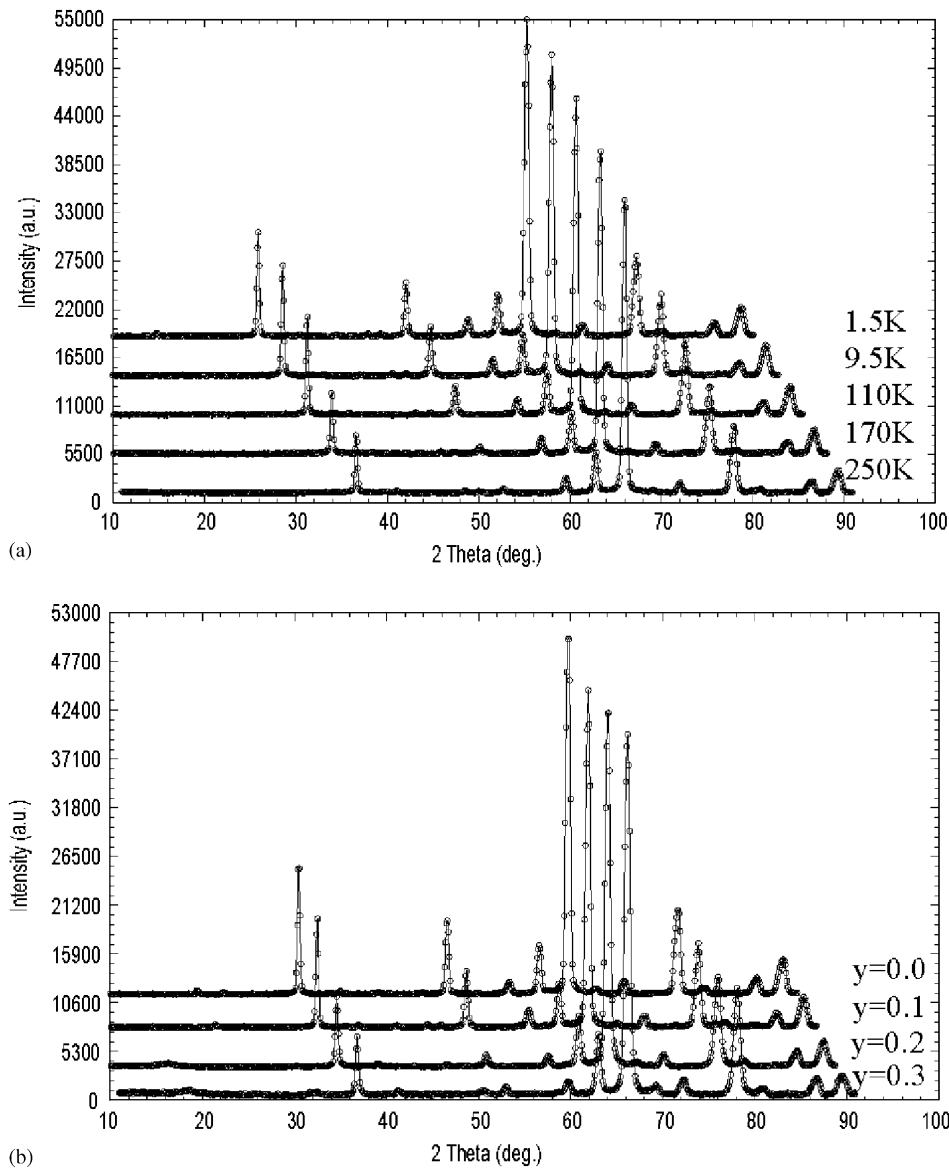 55000
49500
44000
38500
33000
27500
22000
16500
11000
5500
0
Intensity (a.u.)
1.5K
9.5K
110K
170K
250K
10 20 30 40 50 60 70 80 90 100
2 Theta (deg.)
(a)
53000
47700
42400
37100
31800
26500
21200
15900
10600
5300
0
Intensity (a.u.)
y=0.0
y=0.1
y=0.2
y=0.3
10 20 30 40 50 60 70 80 90 100
2 Theta (deg.)
(b)